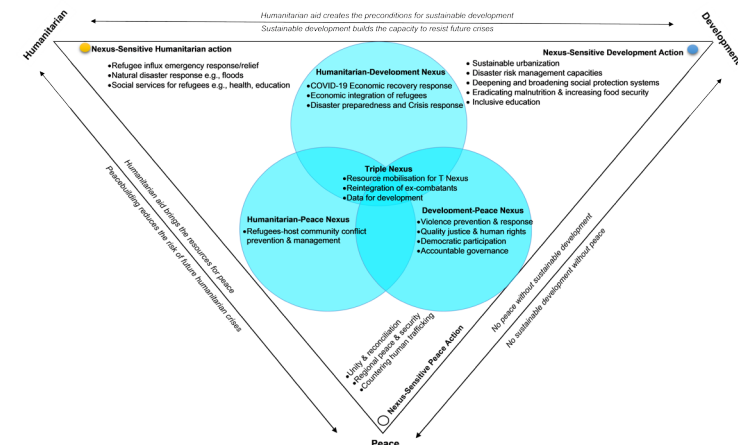 Humanitarian aid creates the preconditions for sustainable development
Sustainable development builds the capacity to resist future crises
Humanitarian
Development
Nexus-Sensitive Humanitarian action
•Refugee influx emergency response/relief
•Natural disaster response e.g., floods
•Social services for refugees e.g., health, education
Nexus-Sensitive Development Action
• Sustainable urbanization
• Disaster risk management capacities
• Deepening and broadening social protection systems
• Eradicating malnutrition & increasing food security
• Inclusive education
Humanitarian-Development Nexus
•COVID-19 Economic recovery response
•Economic integration of refugees
•Disaster preparedness and Crisis response
Triple Nexus
•Resource mobilisation for T Nexus
•Reintegration of ex-combatants
•Data for development
Humanitarian-Peace Nexus
•Refugees-host community conflict
prevention & management
Development-Peace Nexus
•Violence prevention & response
•Quality justice & human rights
•Democratic participation
•Accountable governance
Humanitarian aid brings the resources for peace
Peacebuilding reduces the risk of future humanitarian crises
No peace without sustainable development
No sustainable development without peace
•Unity & reconciliation
•Regional peace & security
•Countering human trafficking
Nexus-Sensitive Peace Action
Peace